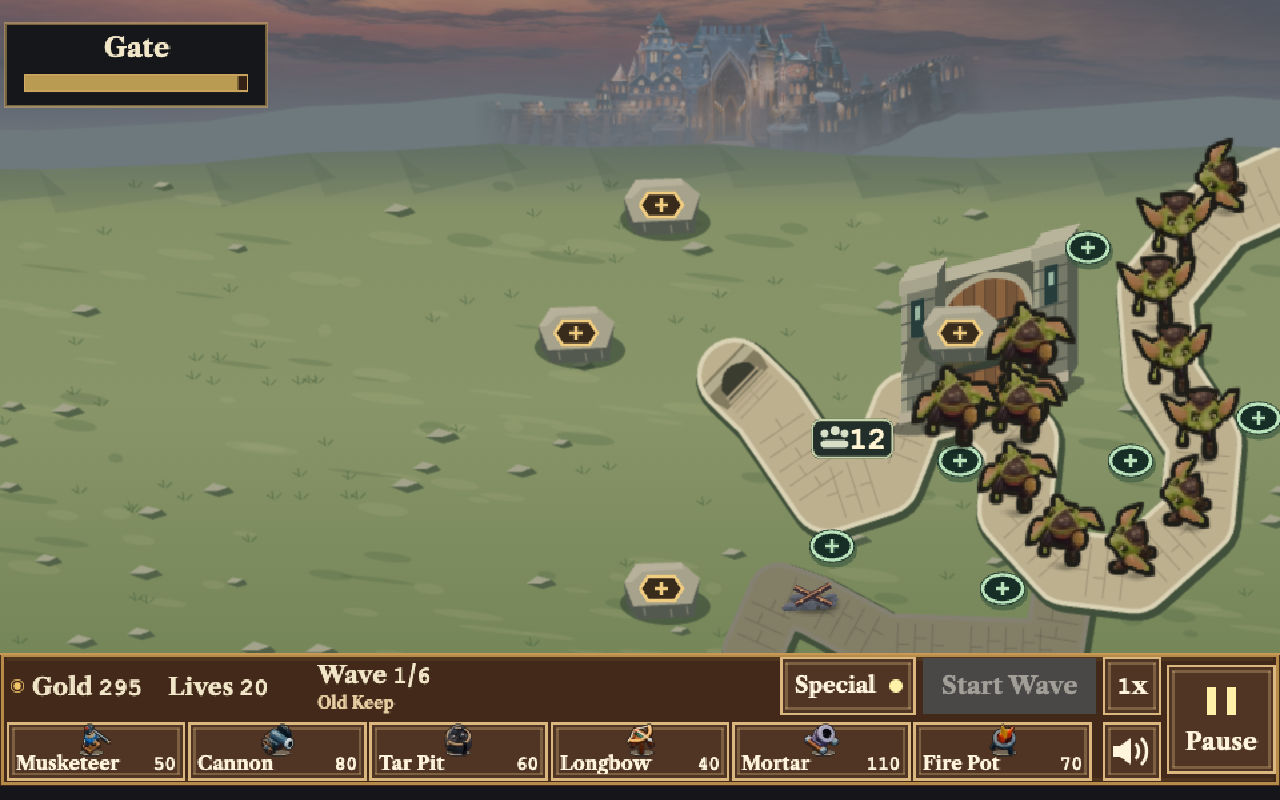 Gate
12
Gold 295
Lives 20
Wave 1/6
Old Keep
Special
Start Wave
1x
Pause
Musketeer 50
Cannon 80
Tar Pit 60
Longbow 40
Mortar 110
Fire Pot 70